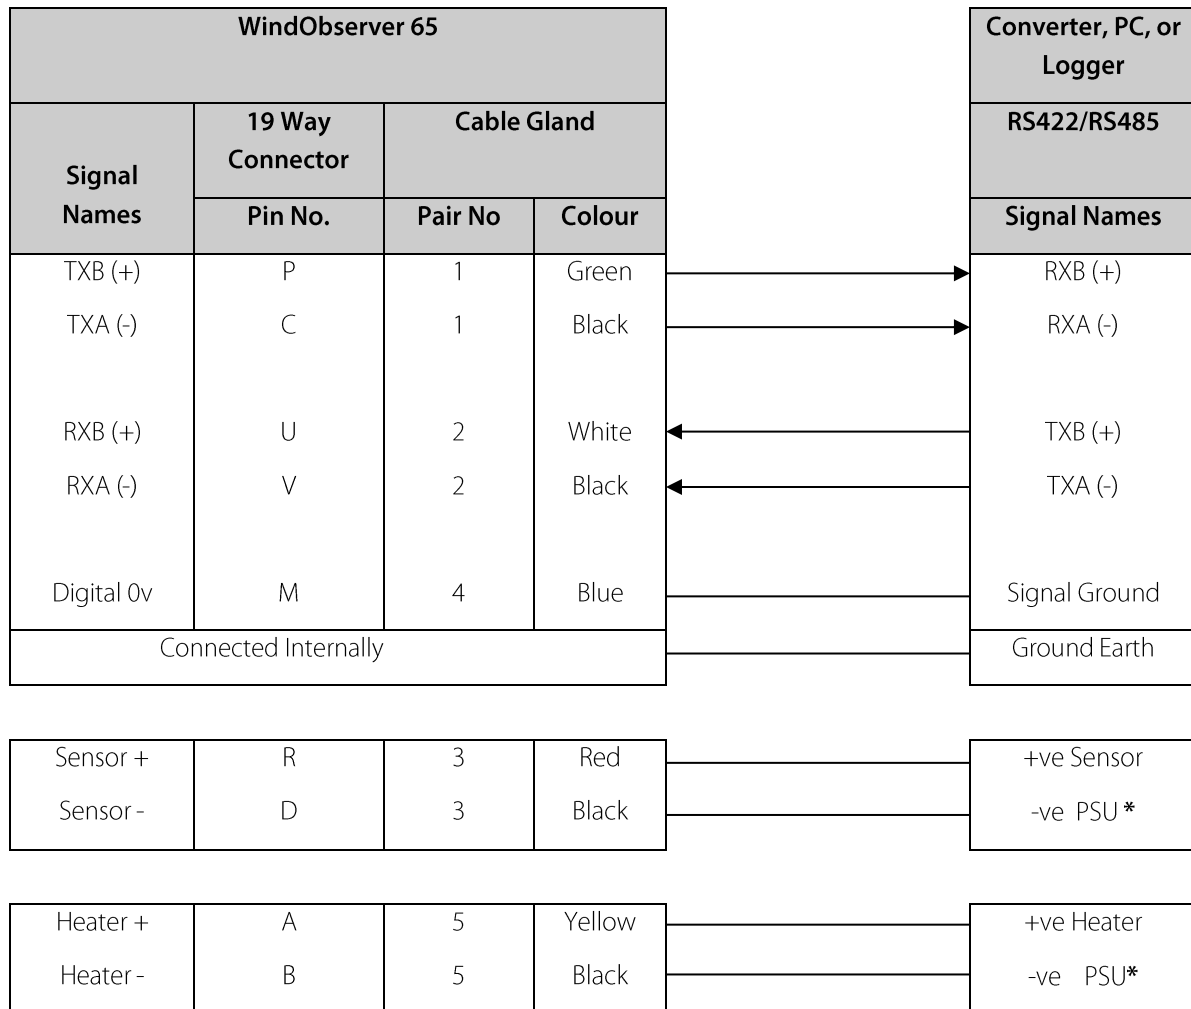 WindObserver 65
Converter, PC, or
Logger
Signal
Names
19 Way
Connector
Cable Gland
RS422/RS485
Pin No.
Pair No
Colour
Signal Names
TXB (+) P 1 Green RXB (+)
TXA (-) C 1 Black RXA (-)
RXB (+) U 2 White TXB (+)
RXA (-) V 2 Black TXA (-)
Digital 0v M 4 Blue Signal Ground
Connected Internally Ground Earth
Sensor + R 3 Red +ve Sensor
Sensor - D 3 Black -ve PSU *
Heater + A 5 Yellow +ve Heater
Heater - B 5 Black -ve PSU*